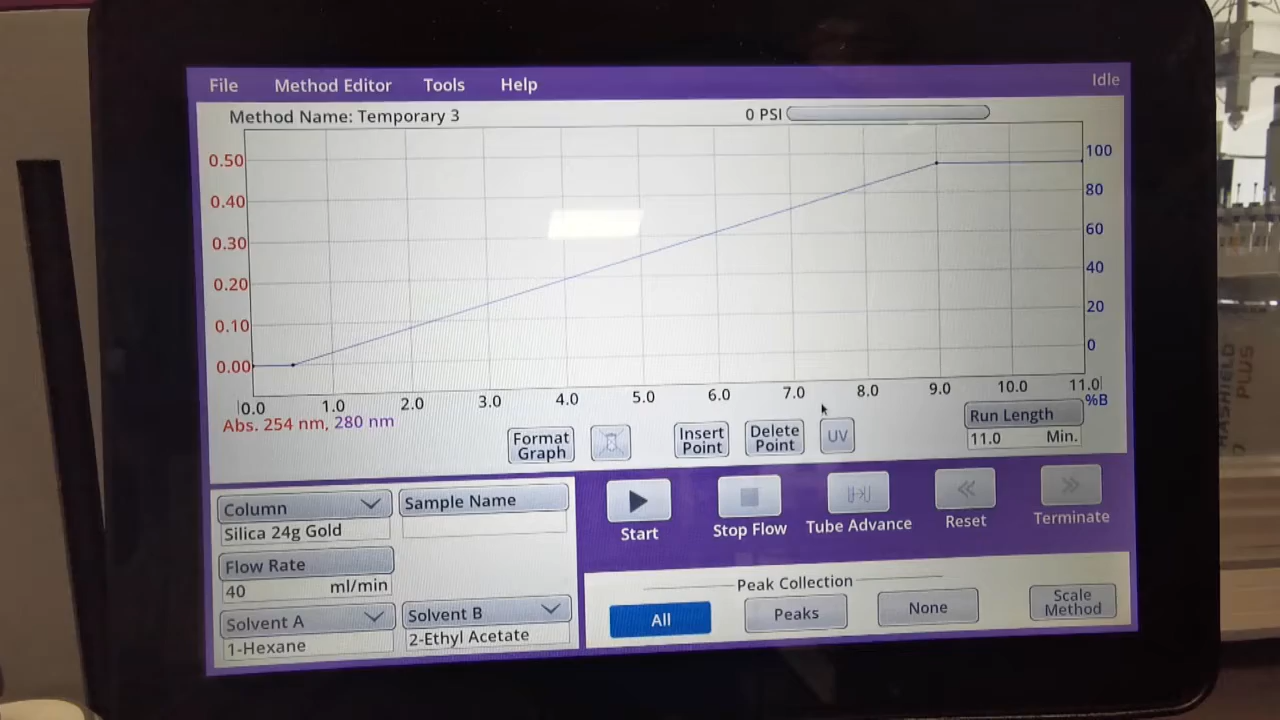 File Method Editor Tools Help Idle
Method Name: Temporary 3 0 PSI
0.50 100
0.40 80
0.30 60
0.20 40
0.10 20
0.00 0
0.0 1.0 2.0 3.0 4.0 5.0 6.0 7.0 8.0 9.0 10.0 11.0
%B
Abs. 254 nm, 280 nm
Format
Graph
Insert
Point
Delete
Point
UV
Run Length
11.0 Min.
Column
Silica 24g Gold
Sample Name
Flow Rate
40 ml/min
Solvent A
1-Hexane
Solvent B
2-Ethyl Acetate
Start
Stop Flow
Tube Advance
Reset
Terminate
Peak Collection
All
Peaks
None
Scale
Method
PLUS